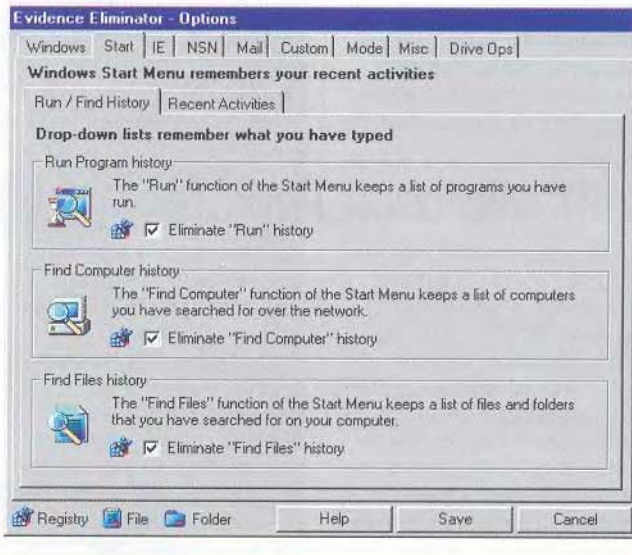 Evidence Eliminator - Options
Windows Start IE NSN Mail Custom Mode Misc Drive Ops
Windows Start Menu remembers your recent activities
Run / Find History Recent Activities
Drop-down lists remember what you have typed
Run Program history
The "Run" function of the Start Menu keeps a list of programs you have
run.
Eliminate "Run" history
Find Computer history
The "Find Computer" function of the Start Menu keeps a list of computers
you have searched for over the network.
Eliminate "Find Computer" history
Find Files history
The "Find Files" function of the Start Menu keeps a list of files and folders
that you have searched for on your computer.
Eliminate "Find Files" history
Registry File Folder Help Save Cancel